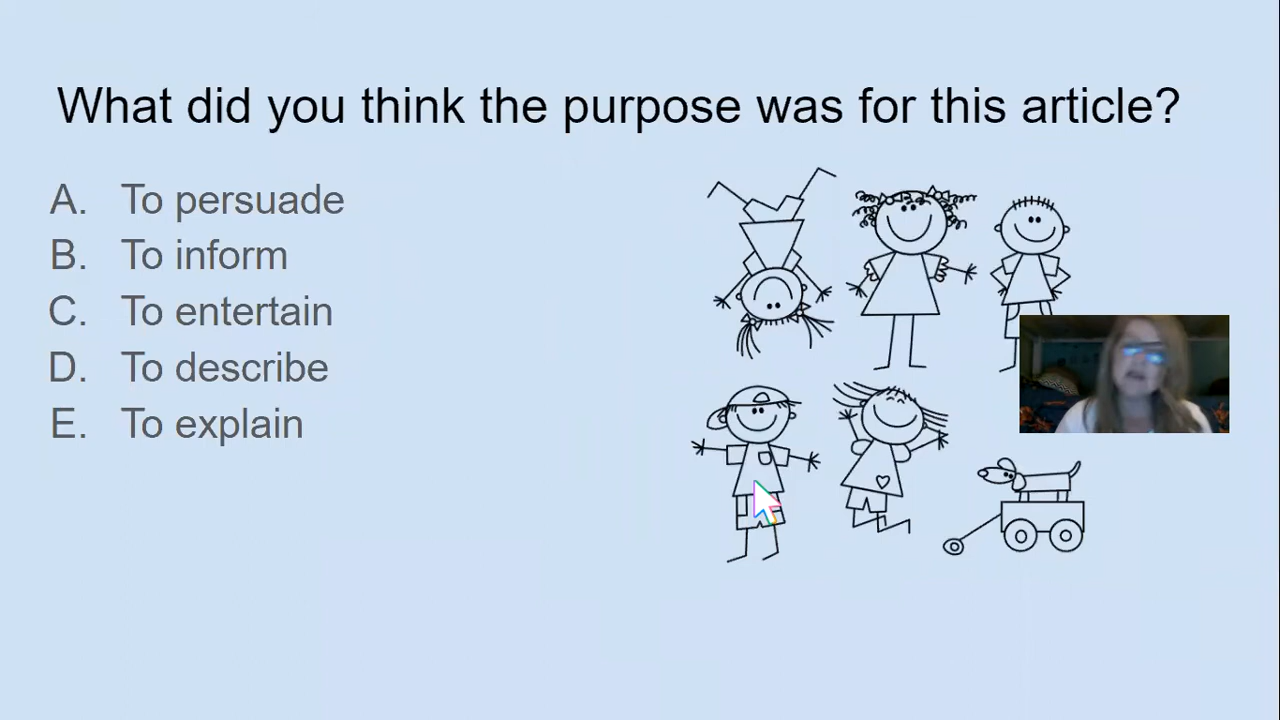 What did you think the purpose was for this article?
A. To persuade
B. To inform
C. To entertain
D. To describe
E. To explain